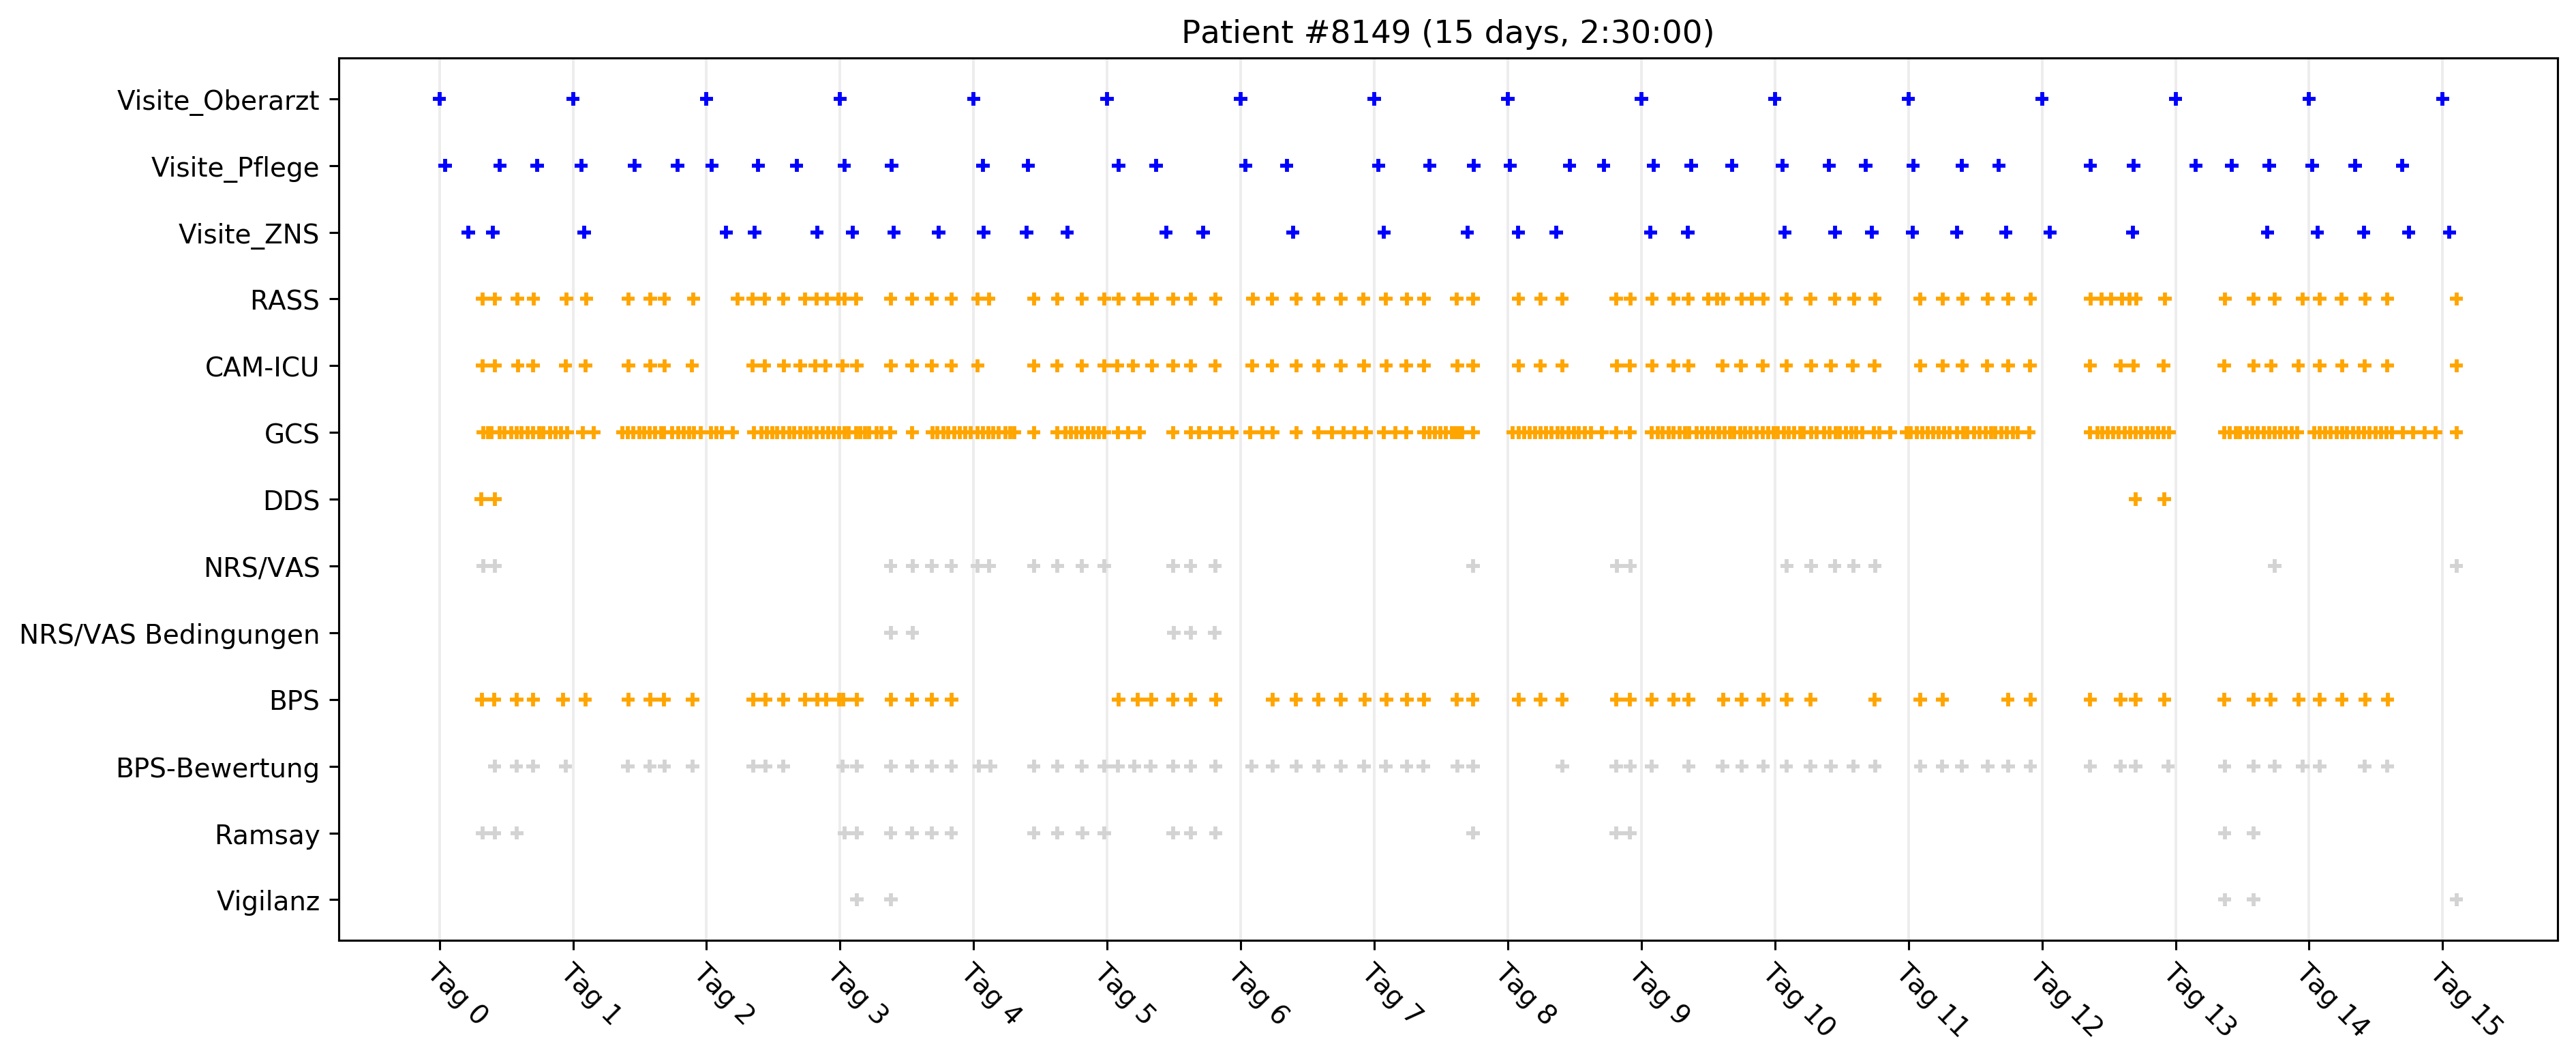 Patient #8149 (15 days, 2:30:00)
Visite_Oberarzt
Visite_Pflege
Visite_ZNS
RASS
CAM-ICU
GCS
DDS
NRS/VAS
NRS/VAS Bedingungen
BPS
BPS-Bewertung
Ramsay
Vigilanz
Tag 0
Tag 1
Tag 2
Tag 3
Tag 4
Tag 5
Tag 6
Tag 7
Tag 8
Tag 9
Tag 10
Tag 11
Tag 12
Tag 13
Tag 14
Tag 15